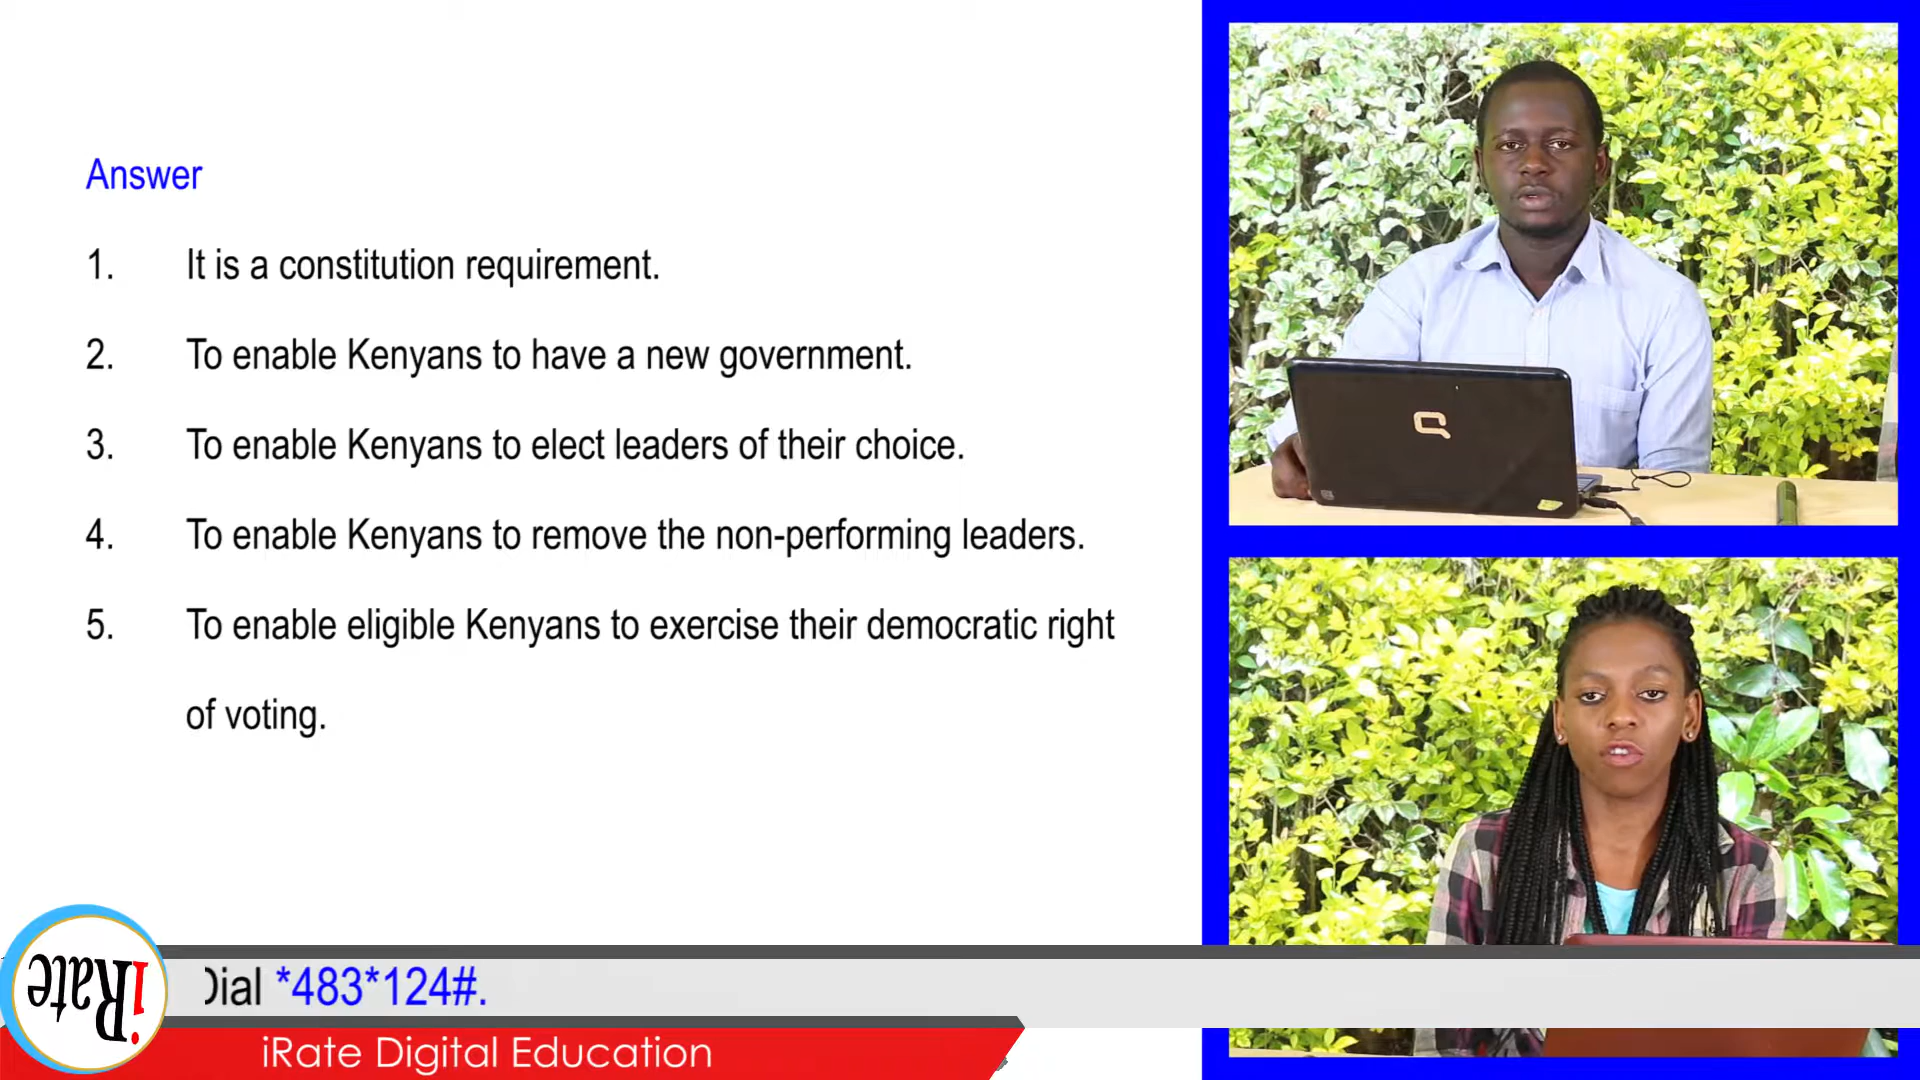 Answer
1. It is a constitution requirement.
2. To enable Kenyans to have a new government.
3. To enable Kenyans to elect leaders of their choice.
4. To enable Kenyans to remove the non-performing leaders.
5. To enable eligible Kenyans to exercise their democratic right
of voting.
iRate
Dial *483*124#.
iRate Digital Education